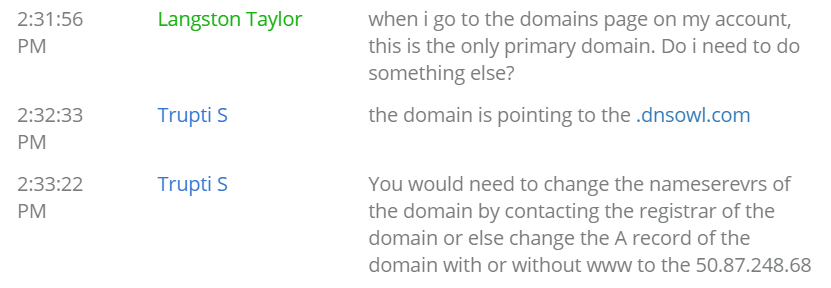 2:31:56 PM
Langston Taylor
when i go to the domains page on my account,
this is the only primary domain. Do i need to do
something else?
2:32:33 PM
Trupti S
the domain is pointing to the .dnsowl.com
2:33:22 PM
Trupti S
You would need to change the nameserevrs of
the domain by contacting the registrar of the
domain or else change the A record of the
domain with or without www to the 50.87.248.68